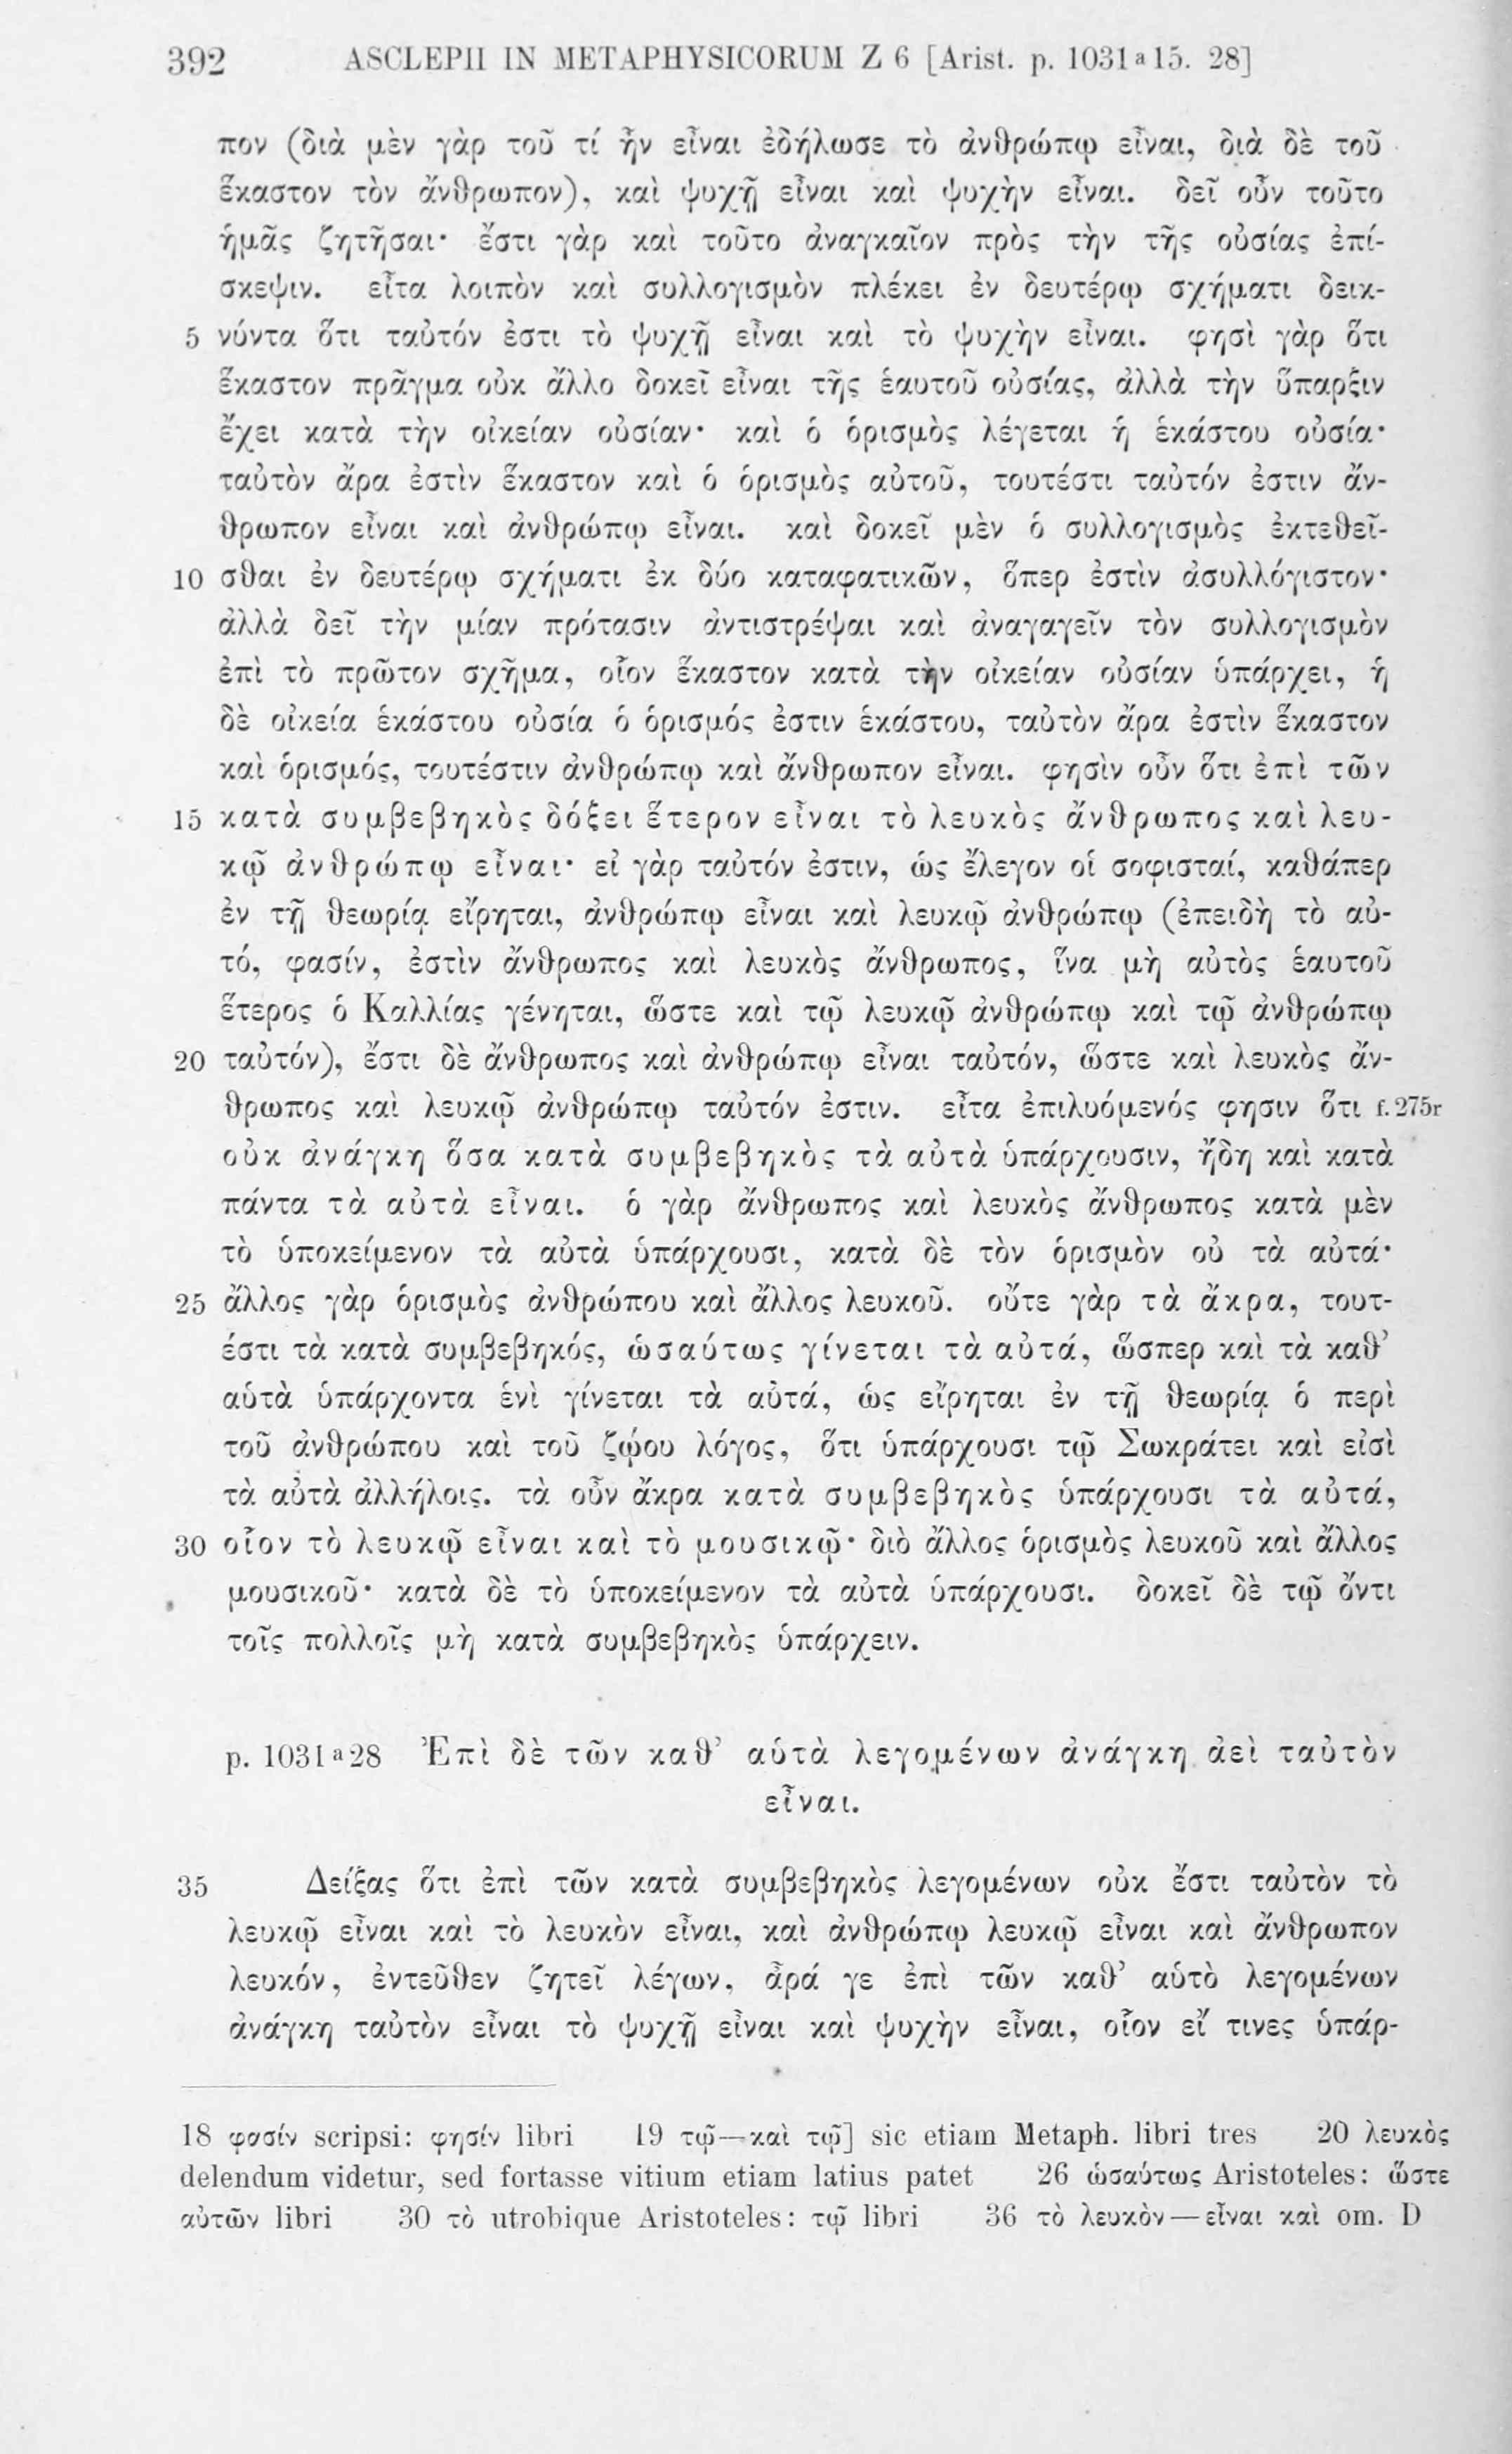 392 ASCLEPII IN METAPHYSICORUM Z 6 [Arist. p. 1031 a 15. 28]
πον (διὰ μὲν γὰρ τοῦ τί ἦν εἶναι ἐδήλωσε τὸ ἀνθρώπῳ εἶναι, διὰ δὲ τοῦ
ἕκαστον τὸν ἄνθρωπον), καὶ ψυχῇ εἶναι καὶ ψυχὴν εἶναι. δεῖ οὖν τοῦτο
ἡμᾶς ζητῆσαι· ἔστι γὰρ καὶ τοῦτο ἀναγκαῖον πρὸς τὴν τῆς οὐσίας ἐπί-
σκεψιν. εἶτα λοιπὸν καὶ συλλογισμὸν πλέκει ἐν δευτέρῳ σχήματι δεικ-
5 νύντα ὅτι ταὐτόν ἐστι τὸ ψυχῇ εἶναι καὶ τὸ ψυχὴν εἶναι. φησὶ γὰρ ὅτι
ἕκαστον πρᾶγμα οὐκ ἄλλο δοκεῖ εἶναι τῆς ἑαυτοῦ οὐσίας, ἀλλὰ τὴν ὕπαρξιν
ἔχει κατὰ τὴν οἰκείαν οὐσίαν· καὶ ὁ ὁρισμὸς λέγεται ἡ ἑκάστου οὐσία·
ταὐτὸν ἄρα ἐστὶν ἕκαστον καὶ ὁ ὁρισμὸς αὐτοῦ, τουτέστι ταὐτόν ἐστιν ἄν-
θρωπον εἶναι καὶ ἀνθρώπῳ εἶναι. καὶ δοκεῖ μὲν ὁ συλλογισμὸς ἐκτεθεῖ-
10 σθαι ἐν δευτέρῳ σχήματι ἐκ δύο καταφατικῶν, ὅπερ ἐστὶν ἀσυλλόγιστον·
ἀλλὰ δεῖ τὴν μίαν πρότασιν ἀντιστρέψαι καὶ ἀναγαγεῖν τὸν συλλογισμὸν
ἐπὶ τὸ πρῶτον σχῆμα, οἷον ἕκαστον κατὰ τὴν οἰκείαν οὐσίαν ὑπάρχει, ἡ
δὲ οἰκεία ἑκάστου οὐσία ὁ ὁρισμός ἐστιν ἑκάστου, ταὐτὸν ἄρα ἐστὶν ἕκαστον
καὶ ὁρισμός, τουτέστιν ἀνθρώπῳ καὶ ἄνθρωπον εἶναι. φησὶν οὖν ὅτι ἐπὶ τῶν
15 κατὰ συμβεβηκὸς δόξει ἕτερον εἶναι τὸ λευκὸς ἄνθρωπος καὶ λευ-
κῷ ἀνθρώπῳ εἶναι· εἰ γὰρ ταὐτόν ἐστιν, ὡς ἔλεγον οἱ σοφισταί, καθάπερ
ἐν τῇ θεωρίᾳ εἴρηται, ἀνθρώπῳ εἶναι καὶ λευκῷ ἀνθρώπῳ (ἐπειδὴ τὸ αὐ-
τό, φασίν, ἐστὶν ἄνθρωπος καὶ λευκὸς ἄνθρωπος, ἵνα μὴ αὐτὸς ἑαυτοῦ
ἕτερος ὁ Καλλίας γένηται, ὥστε καὶ τῷ λευκῷ ἀνθρώπῳ καὶ τῷ ἀνθρώπῳ
20 ταὐτόν), ἔστι δὲ ἄνθρωπος καὶ ἀνθρώπῳ εἶναι ταὐτόν, ὥστε καὶ λευκὸς ἄν-
θρωπος καὶ λευκῷ ἀνθρώπῳ ταὐτόν ἐστιν. εἶτα ἐπιλυόμενός φησιν ὅτι f. 275r
οὐκ ἀνάγκη ὅσα κατὰ συμβεβηκὸς τὰ αὐτὰ ὑπάρχουσιν, ἤδη καὶ κατὰ
πάντα τὰ αὐτὰ εἶναι. ὁ γὰρ ἄνθρωπος καὶ λευκὸς ἄνθρωπος κατὰ μὲν
τὸ ὑποκείμενον τὰ αὐτὰ ὑπάρχουσι, κατὰ δὲ τὸν ὁρισμὸν οὐ τὰ αὐτά·
25 ἄλλος γὰρ ὁρισμὸς ἀνθρώπου καὶ ἄλλος λευκοῦ. οὔτε γὰρ τὰ ἄκρα, τουτ-
έστι τὰ κατὰ συμβεβηκός, ὡσαύτως γίνεται τὰ αὐτά, ὥσπερ καὶ τὰ καθ’
αὑτὰ ὑπάρχοντα ἑνὶ γίνεται τὰ αὐτά, ὡς εἴρηται ἐν τῇ θεωρίᾳ ὁ περὶ
τοῦ ἀνθρώπου καὶ τοῦ ζῴου λόγος, ὅτι ὑπάρχουσι τῷ Σωκράτει καὶ εἰσὶ
τὰ αὐτὰ ἀλλήλοις. τὰ οὖν ἄκρα κατὰ συμβεβηκὸς ὑπάρχουσι τὰ αὐτά,
30 οἷον τὸ λευκῷ εἶναι καὶ τὸ μουσικῷ· διὸ ἄλλος ὁρισμὸς λευκοῦ καὶ ἄλλος
μουσικοῦ· κατὰ δὲ τὸ ὑποκείμενον τὰ αὐτὰ ὑπάρχουσι. δοκεῖ δὲ τῷ ὄντι
τοῖς πολλοῖς μὴ κατὰ συμβεβηκὸς ὑπάρχειν.
p. 1031 a 28 Ἐπὶ δὲ τῶν καθ’ αὑτὰ λεγομένων ἀνάγκη ἀεὶ ταὐτὸν
εἶναι.
35 Δείξας ὅτι ἐπὶ τῶν κατὰ συμβεβηκὸς λεγομένων οὐκ ἔστι ταὐτὸν τὸ
λευκῷ εἶναι καὶ τὸ λευκὸν εἶναι, καὶ ἀνθρώπῳ λευκῷ εἶναι καὶ ἄνθρωπον
λευκόν, ἐντεῦθεν ζητεῖ λέγων, ἆρά γε ἐπὶ τῶν καθ’ αὑτὸ λεγομένων
ἀνάγκη ταὐτὸν εἶναι τὸ ψυχῇ εἶναι καὶ ψυχὴν εἶναι, οἷον εἴ τινες ὑπάρ-
18 φασίν scripsi: φησίν libri 19 τῷ—καὶ τῷ] sic etiam Metaph. libri tres 20 λευκὸς
delendum videtur, sed fortasse vitium etiam latius patet 26 ὡσαύτως Aristoteles: ὥστε
αὐτῶν libri 30 τὸ utrobique Aristoteles: τῷ libri 36 τὸ λευκὸν—εἶναι καὶ om. D